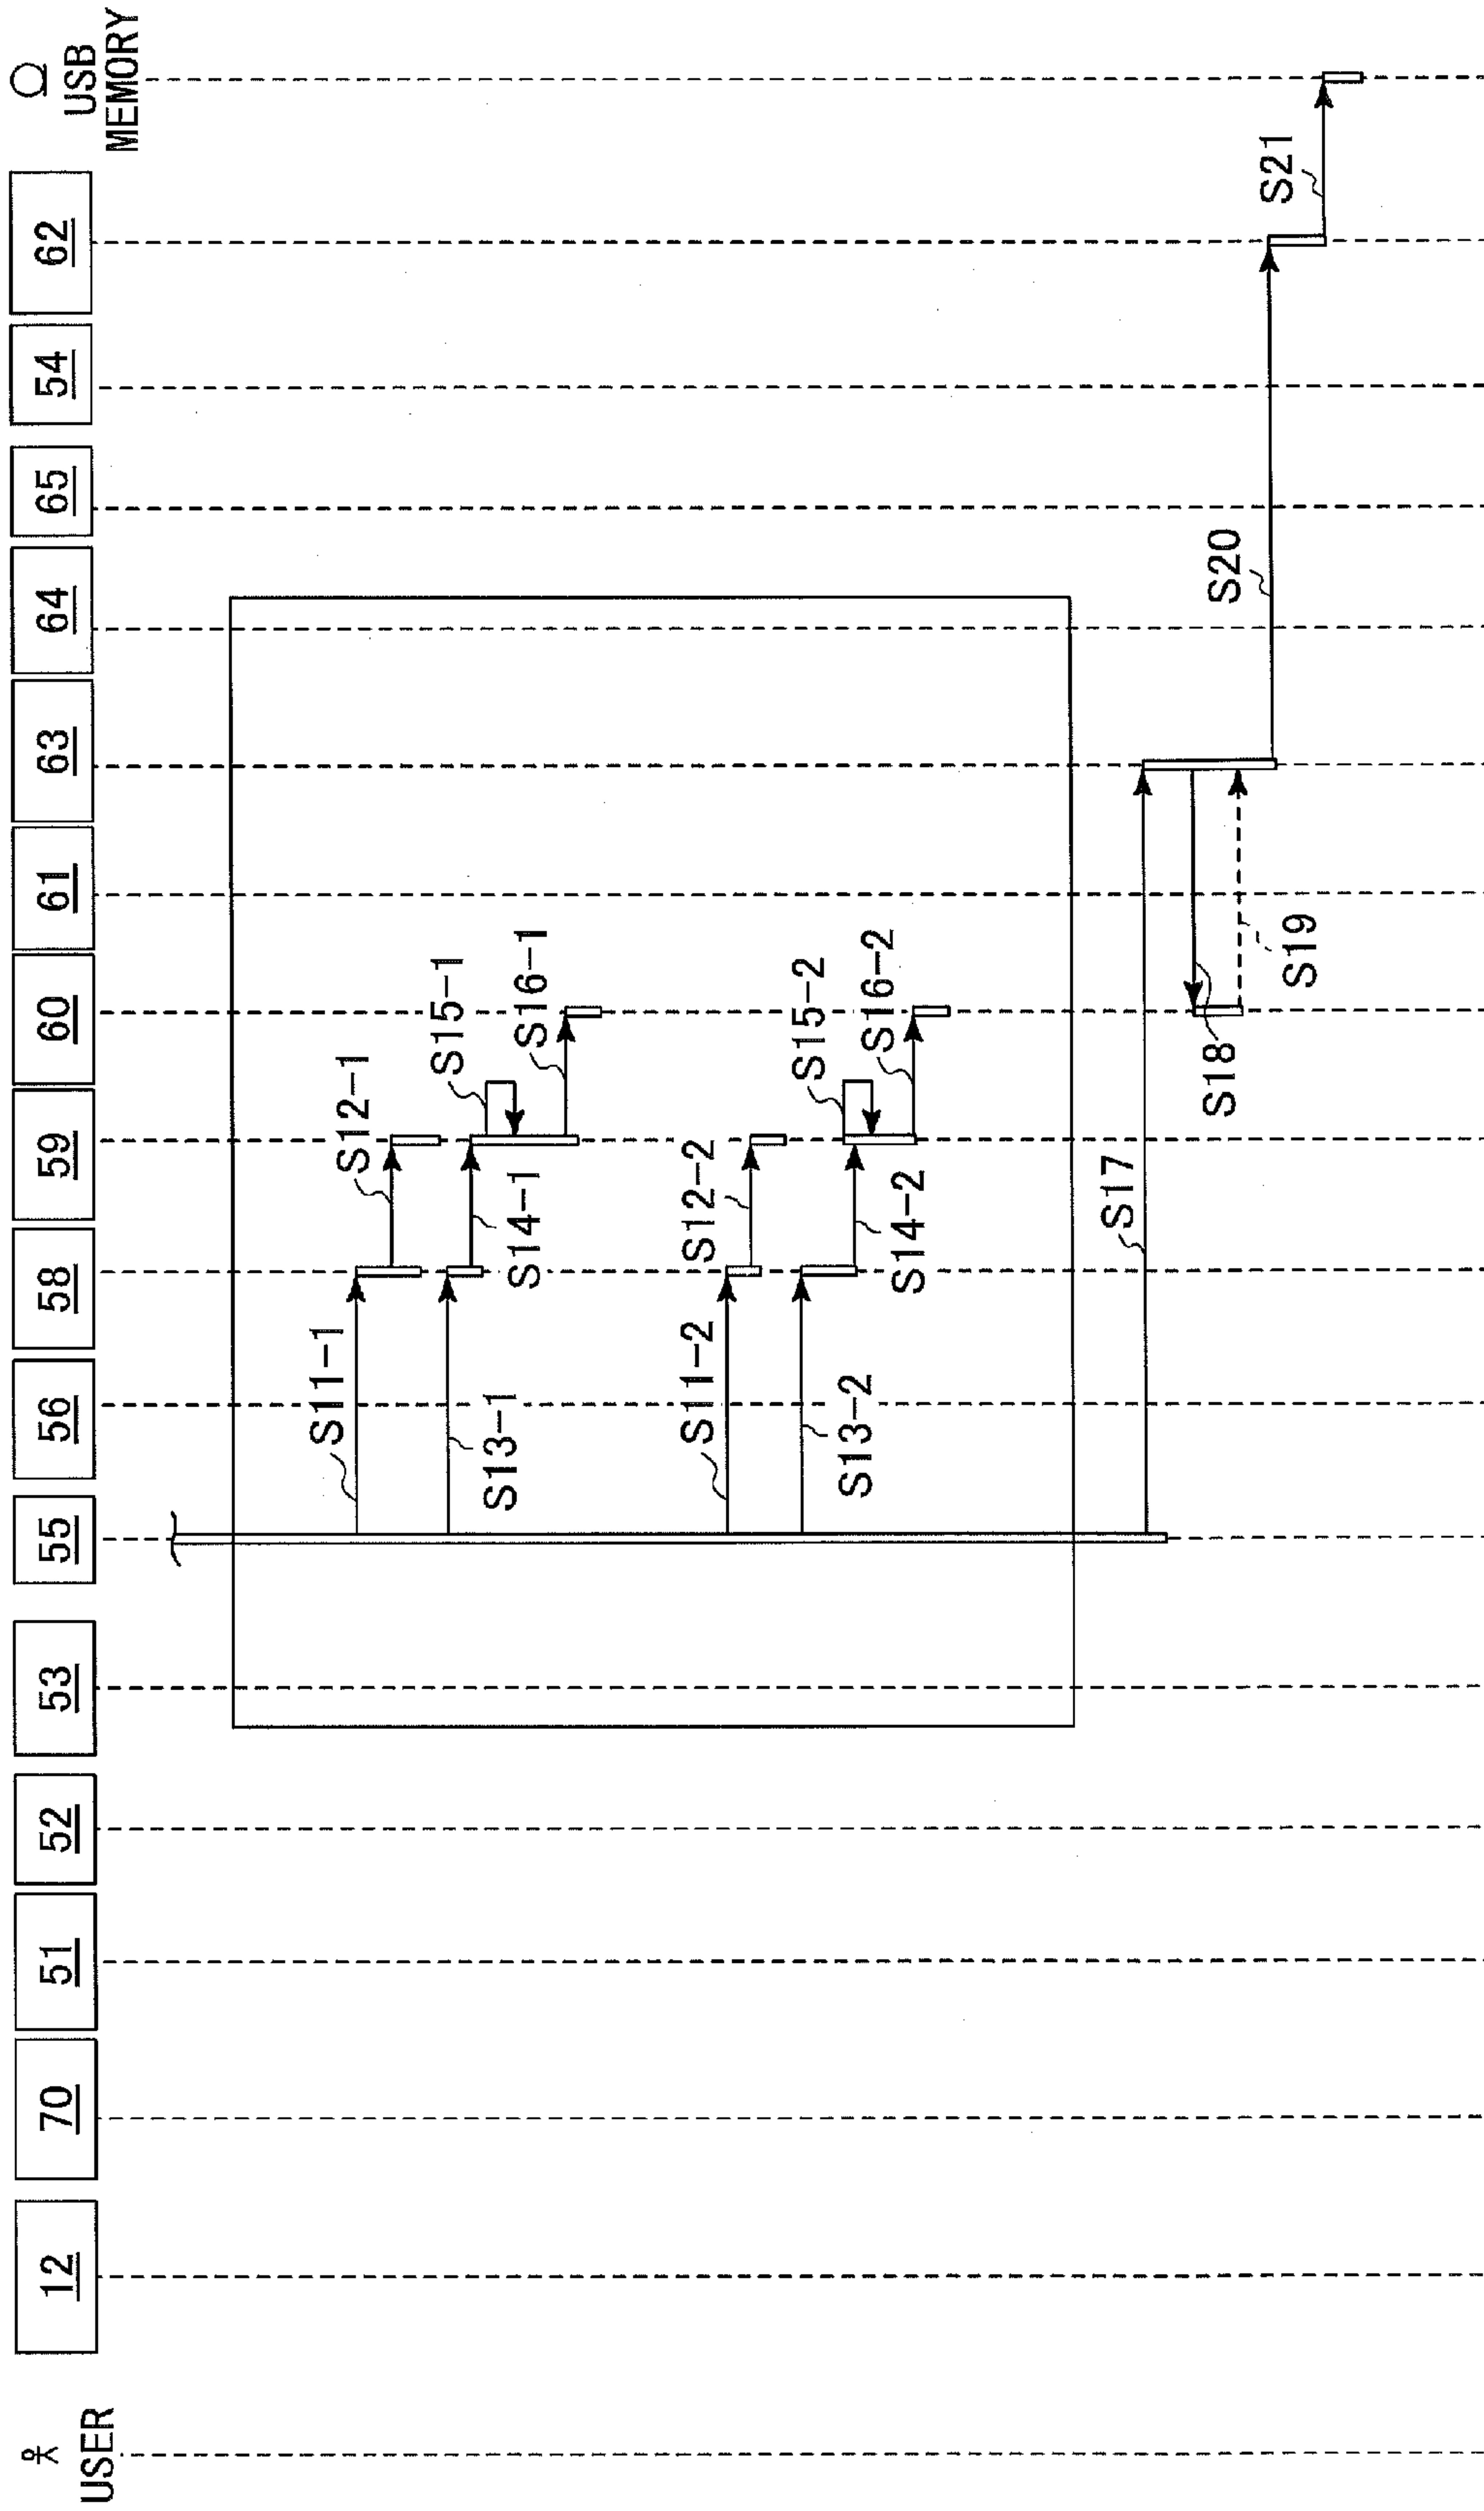 USER
12
70
51
52
53
55
56
58
59
60
61
63
64
65
54
62
USB
MEMORY
S11-1
S12-1
S13-1
S14-1
S15-1
S16-1
S11-2
S12-2
S13-2
S14-2
S15-2
S16-2
S17
S18
S19
S20
S21